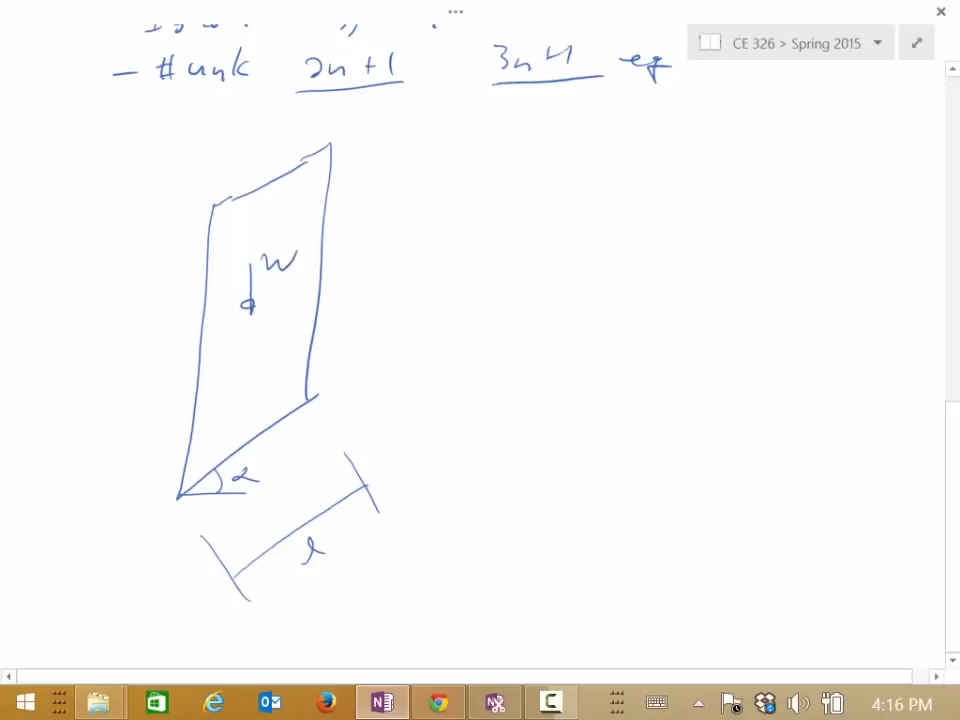 CE 326 > Spring 2015
– # unk 2n + 1 3n + 1 eq
W
α
l
4:16 PM